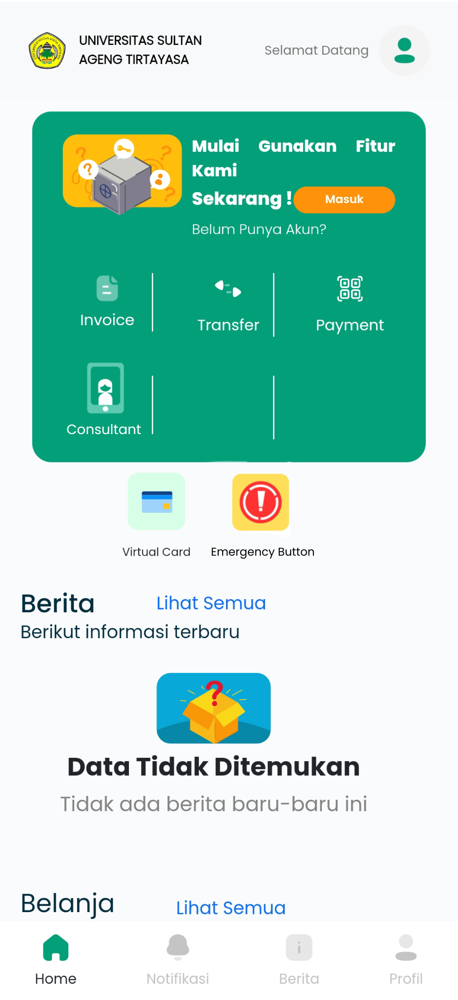 UNIVERSITAS SULTAN
AGENG TIRTAYASA
Selamat Datang
Mulai Gunakan Fitur
Kami
Sekarang !
Masuk
Belum Punya Akun?
Invoice
Transfer
Payment
Consultant
Virtual Card
Emergency Button
Berita
Lihat Semua
Berikut informasi terbaru
Data Tidak Ditemukan
Tidak ada berita baru-baru ini
Belanja
Lihat Semua
Home
Notifikasi
Berita
Profil